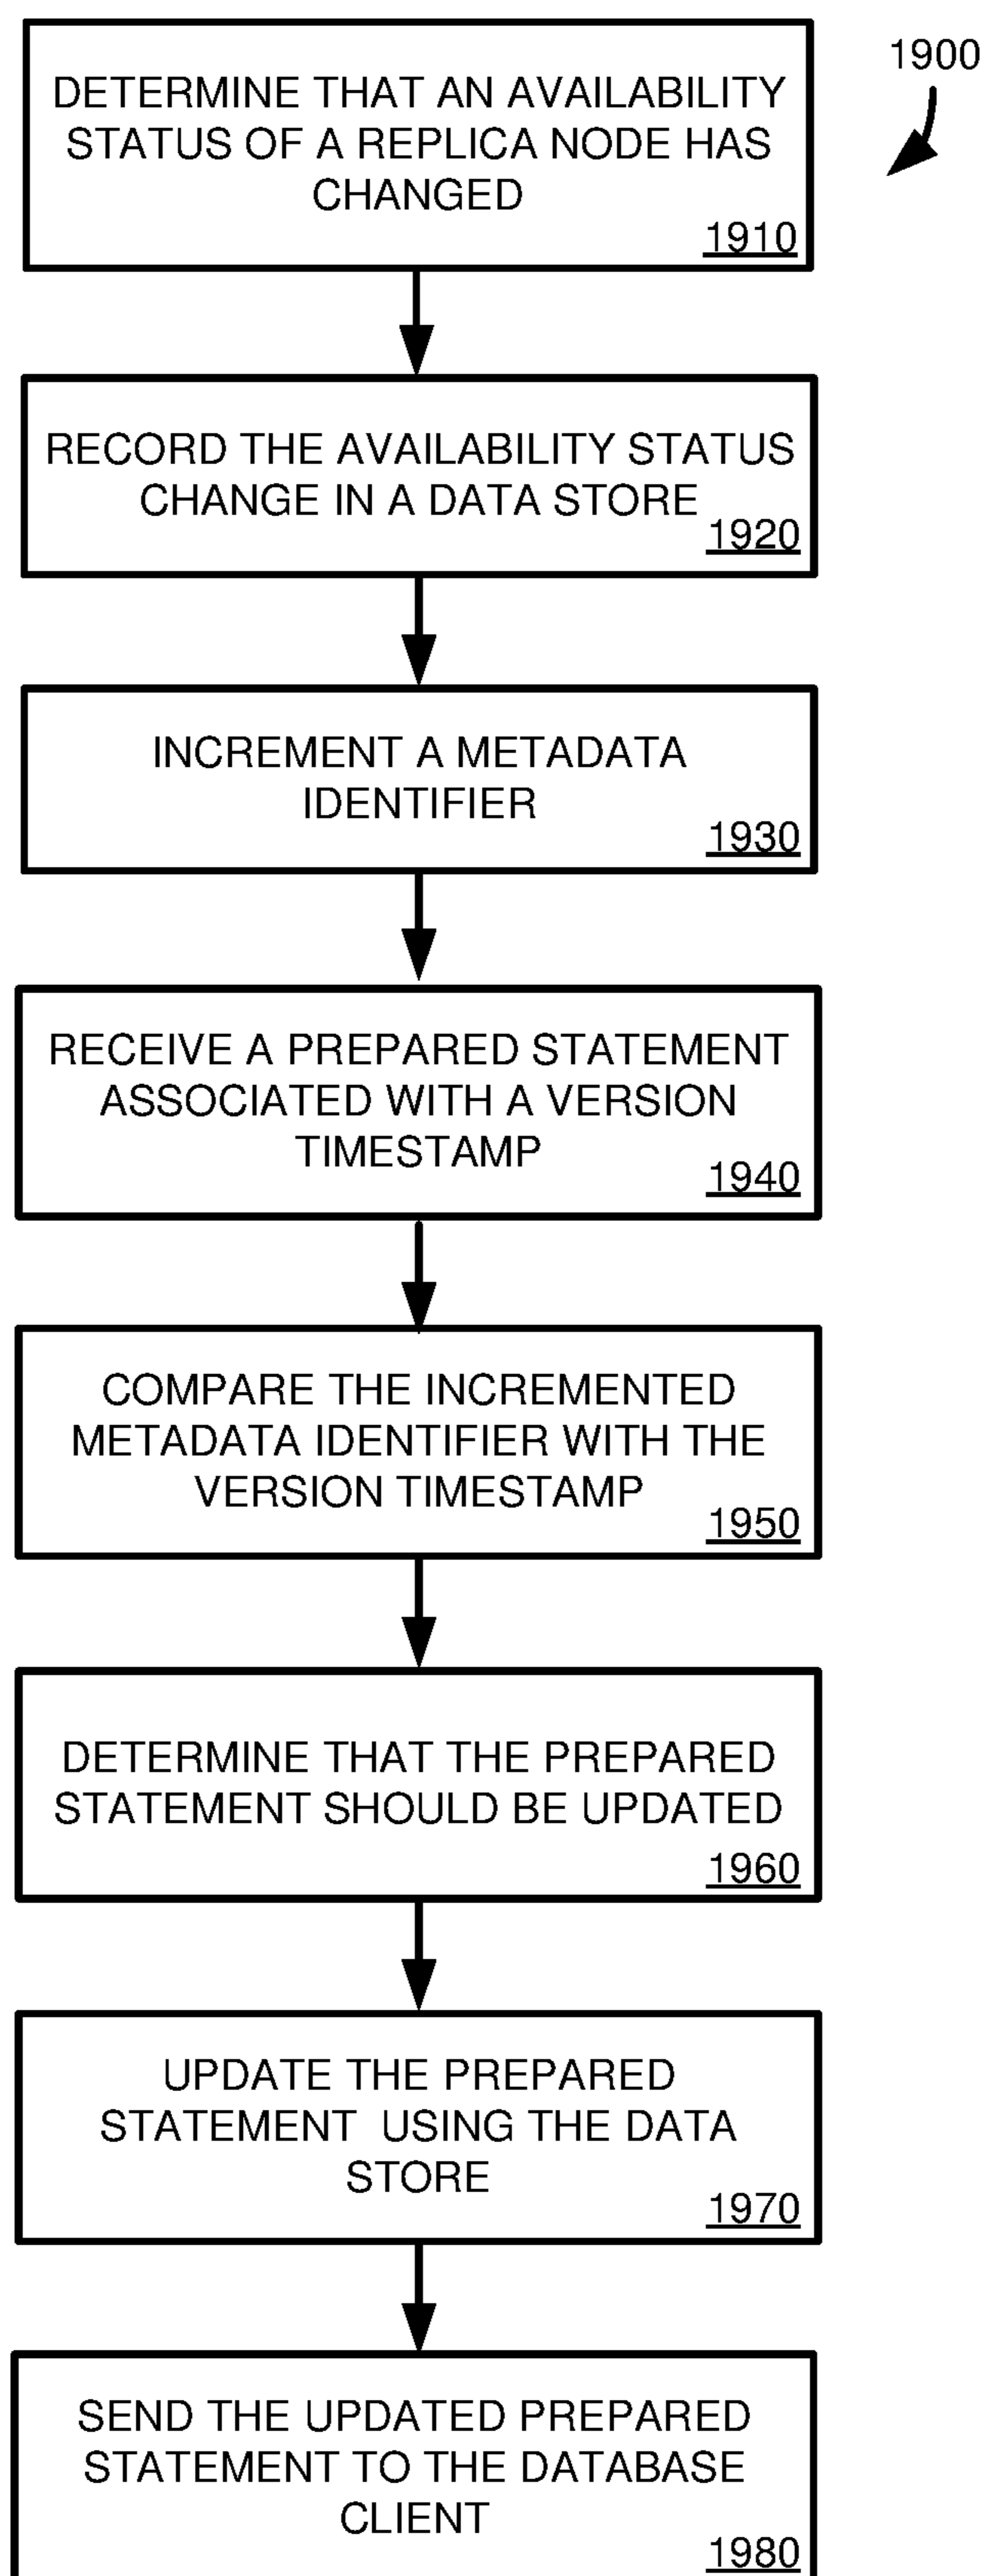 1900
DETERMINE THAT AN AVAILABILITY
STATUS OF A REPLICA NODE HAS
CHANGED
1910
RECORD THE AVAILABILITY STATUS
CHANGE IN A DATA STORE
1920
INCREMENT A METADATA
IDENTIFIER
1930
RECEIVE A PREPARED STATEMENT
ASSOCIATED WITH A VERSION
TIMESTAMP
1940
COMPARE THE INCREMENTED
METADATA IDENTIFIER WITH THE
VERSION TIMESTAMP
1950
DETERMINE THAT THE PREPARED
STATEMENT SHOULD BE UPDATED
1960
UPDATE THE PREPARED
STATEMENT USING THE DATA
STORE
1970
SEND THE UPDATED PREPARED
STATEMENT TO THE DATABASE
CLIENT
1980